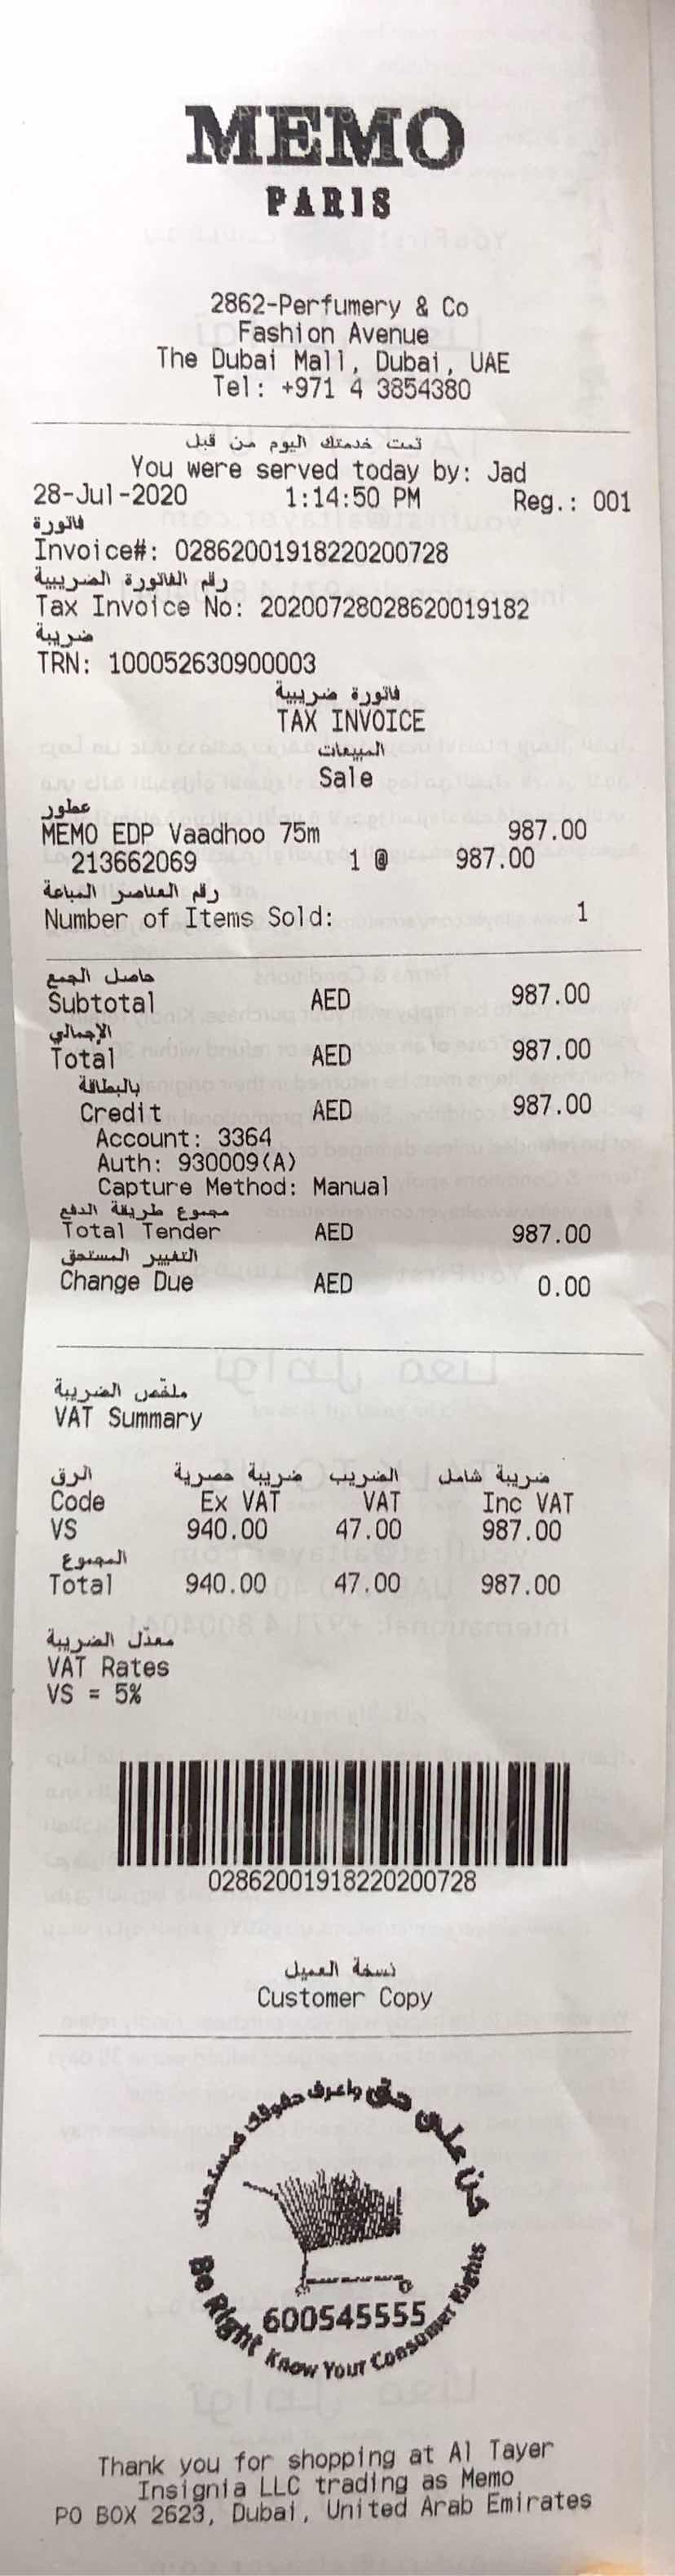 MEMO
PARIS
2862-Perfumery & Co
Fashion Avenue
The Dubai Mall, Dubai, UAE
Tel: +971 4 3854380
تمت خدمتك اليوم من قبل
You were served today by: Jad
28-Jul-2020 1:14:50 PM Reg.: 001
فاتورة
Invoice#: 02862001918220200728
رقم الفاتورة الضريبية
Tax Invoice No: 20200728028620019182
ضريبة
TRN: 100052630900003
فاتورة ضريبية
TAX INVOICE
المبيعات
Sale
عطور
MEMO EDP Vaadhoo 75m 987.00
213662069 1 @ 987.00
رقم العناصر المباعة
Number of Items Sold: 1
حاصل الجمع
Subtotal AED 987.00
الإجمالي
Total AED 987.00
بالبطاقة
Credit AED 987.00
Account: 3364
Auth: 930009(A)
Capture Method: Manual
مجموع طريقة الدفع
Total Tender AED 987.00
التغيير المستحق
Change Due AED 0.00
ملخص الضريبة
VAT Summary
الرق ضريبة حصرية الضريب ضريبة شامل
Code Ex VAT VAT Inc VAT
VS 940.00 47.00 987.00
المجموع
Total 940.00 47.00 987.00
معدّل الضريبة
VAT Rates
VS = 5%
02862001918220200728
نسخة العميل
Customer Copy
كن على حق واعرف حقوقك كمستهلك
600545555
Be Right Know Your Consumer Rights
Thank you for shopping at Al Tayer
Insignia LLC trading as Memo
PO BOX 2623, Dubai, United Arab Emirates